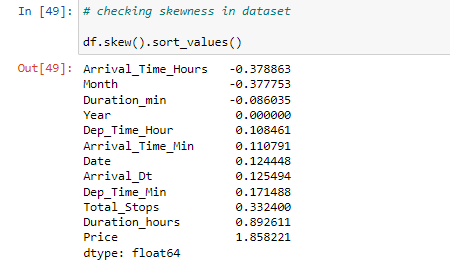 In [49]: # checking skewness in dataset
df.skew().sort_values()
Out[49]: Arrival_Time_Hours -0.378863
Month -0.377753
Duration_min -0.086035
Year 0.000000
Dep_Time_Hour 0.108461
Arrival_Time_Min 0.110791
Date 0.124448
Arrival_Dt 0.125494
Dep_Time_Min 0.171488
Total_Stops 0.332400
Duration_hours 0.892611
Price 1.858221
dtype: float64